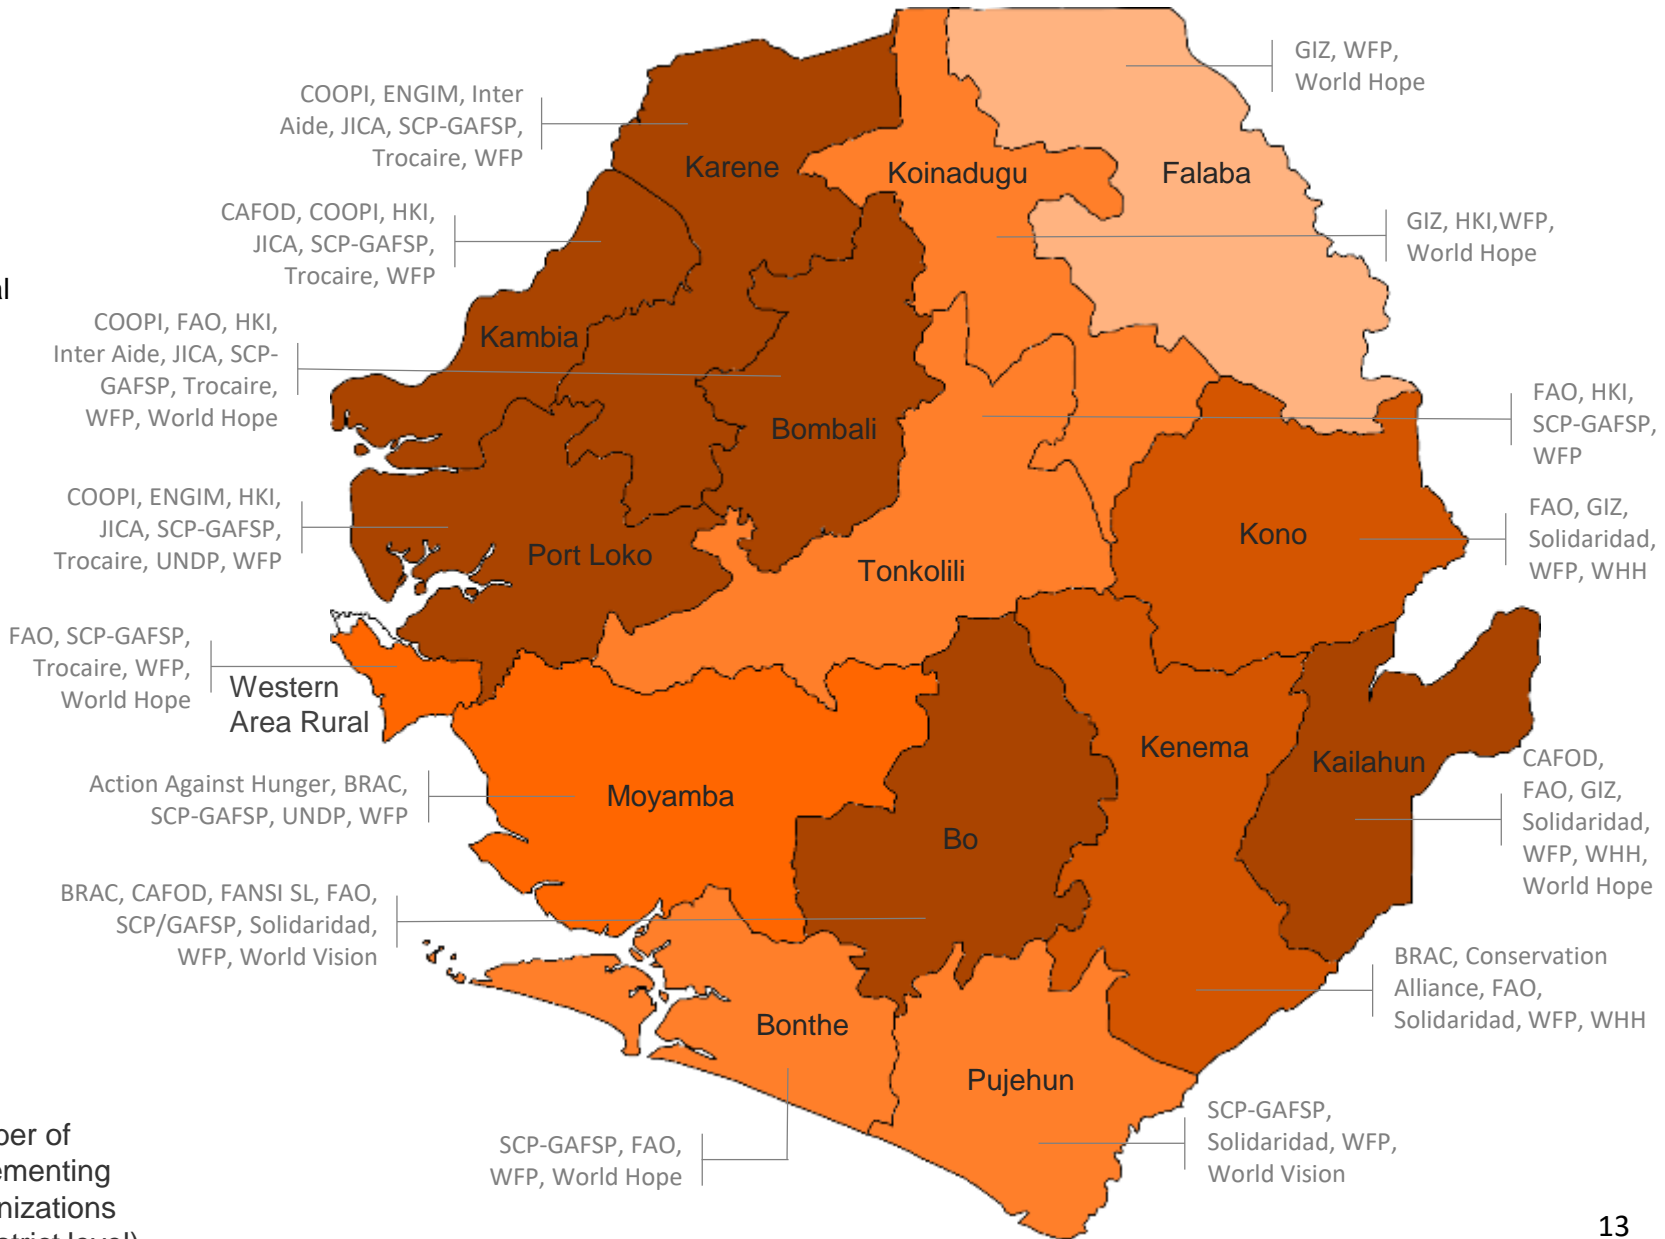 GIZ, WFP,
World Hope
COOPI, ENGIM, Inter
Aide, JICA, SCP-GAFSP,
Trocaire, WFP
Karene
Koinadugu
Falaba
CAFOD, COOPI, HKI,
JICA, SCP-GAFSP,
Trocaire, WFP
GIZ, HKI,WFP,
World Hope
COOPI, FAO, HKI,
Inter Aide, JICA, SCP-
GAFSP, Trocaire,
WFP, World Hope
Kambia
Bombali
FAO, HKI,
SCP-GAFSP,
WFP
COOPI, ENGIM, HKI,
JICA, SCP-GAFSP,
Trocaire, UNDP, WFP
Port Loko
Tonkolili
Kono
FAO, GIZ,
Solidaridad,
WFP, WHH
FAO, SCP-GAFSP,
Trocaire, WFP,
World Hope
Western
Area Rural
Kenema
Kailahun
CAFOD,
FAO, GIZ,
Solidaridad,
WFP, WHH,
World Hope
Action Against Hunger, BRAC,
SCP-GAFSP, UNDP, WFP
Moyamba
Bo
BRAC, CAFOD, FANSI SL, FAO,
SCP/GAFSP, Solidaridad,
WFP, World Vision
BRAC, Conservation
Alliance, FAO,
Solidaridad, WFP, WHH
Bonthe
Pujehun
SCP-GAFSP, FAO,
WFP, World Hope
SCP-GAFSP,
Solidaridad, WFP,
World Vision
of
13